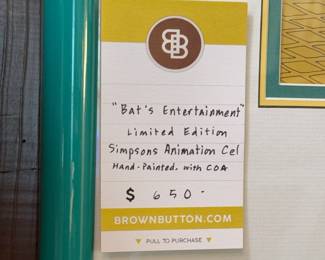 BB
"Bat's Entertainment"
Limited Edition
Simpsons Animation Cel
Hand-Painted. with COA
$ 650-
BROWNBUTTON.COM
▼ PULL TO PURCHASE ▼